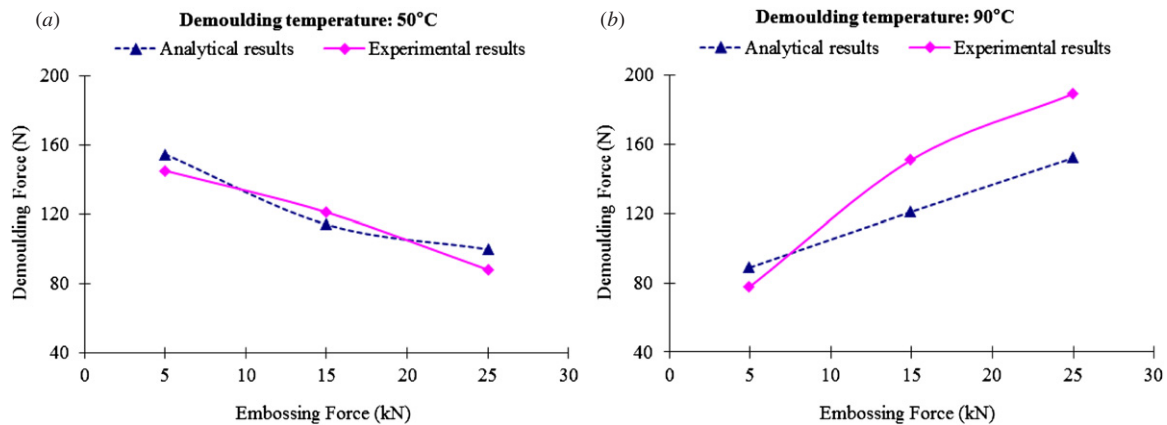 (a)
Demoulding temperature: 50°C
Analytical results
Experimental results
200
160
120
80
40
Demoulding Force (N)
0 5 10 15 20 25 30
Embossing Force (kN)
(b)
Demoulding temperature: 90°C
Analytical results
Experimental results
200
160
120
80
40
Demoulding Force (N)
0 5 10 15 20 25 30
Embossing Force (kN)